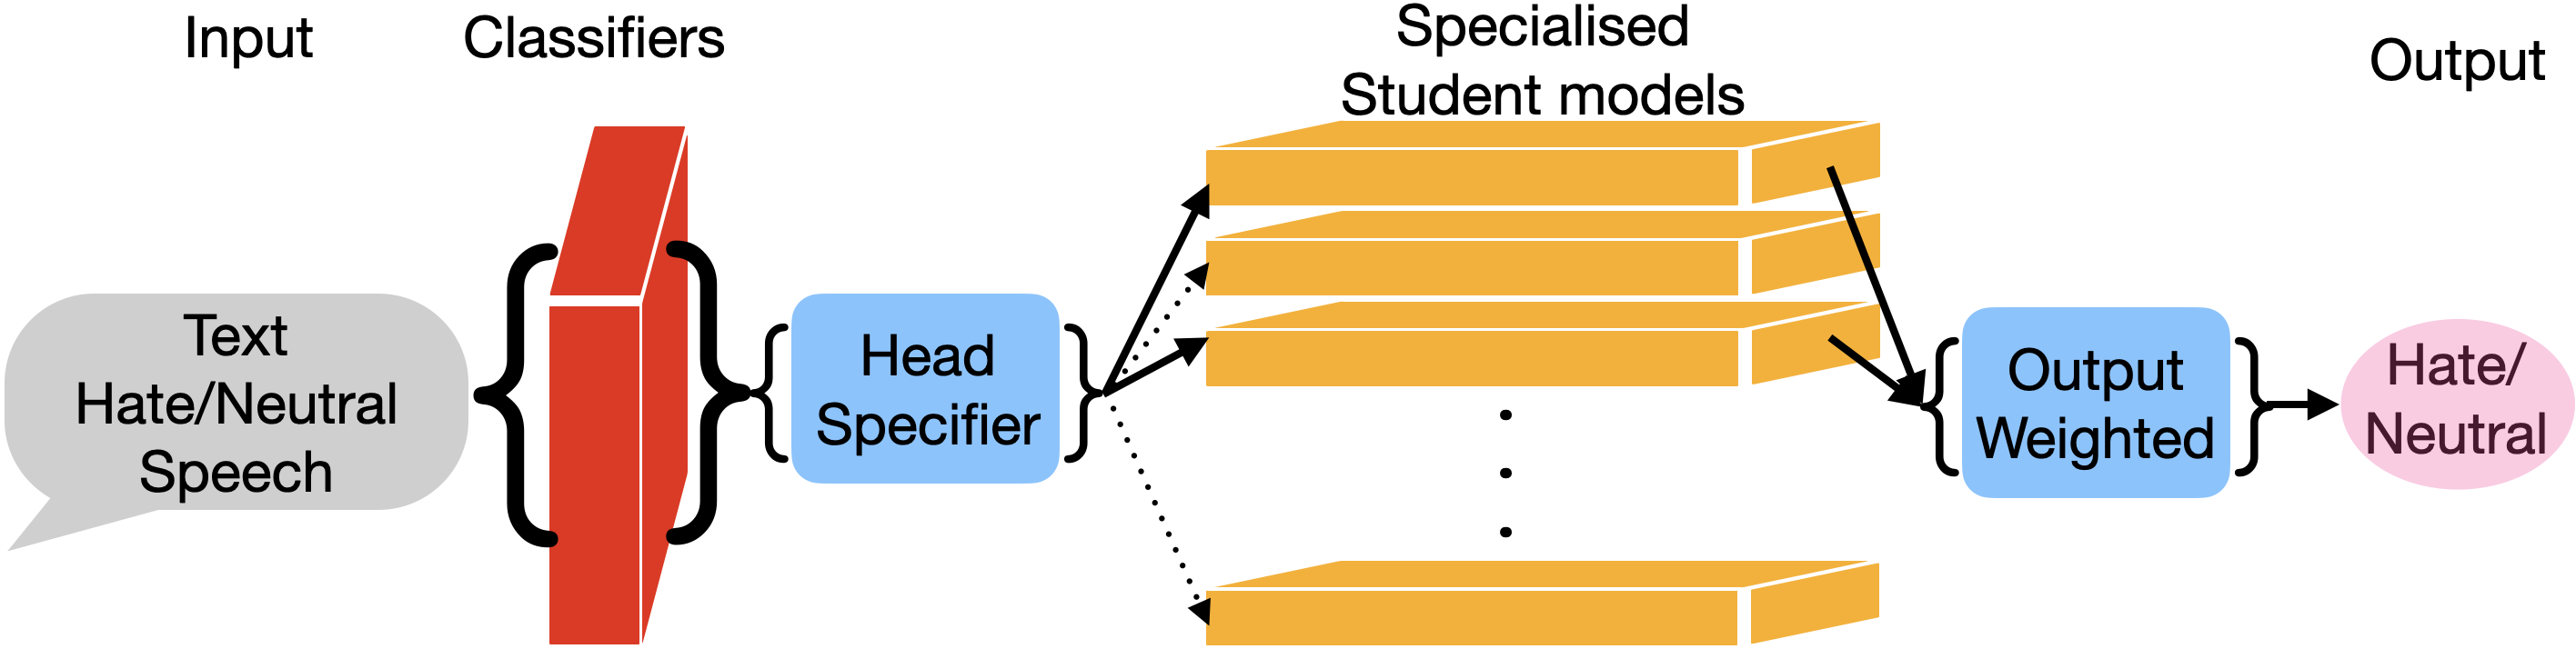 Input
Classifiers
Specialised
Student models
Output
Text
Hate/Neutral
Speech
Head
Specifier
Output
Weighted
Hate/
Neutral